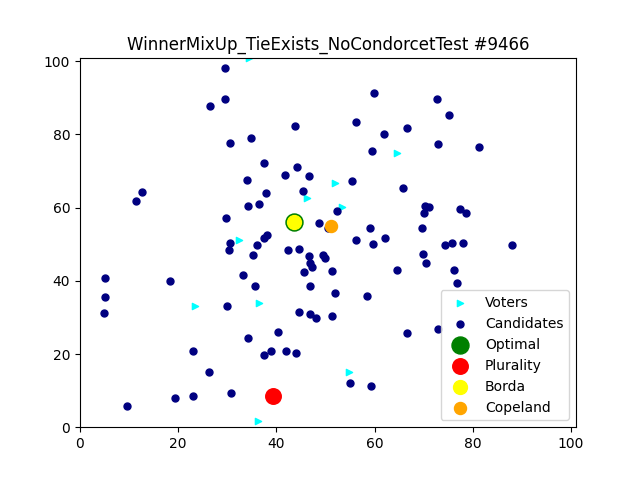 WinnerMixUp_TieExists_NoCondorcetTest #9466
100
80
60
40
20
0
0 20 40 60 80 100
Voters
Candidates
Optimal
Plurality
Borda
Copeland